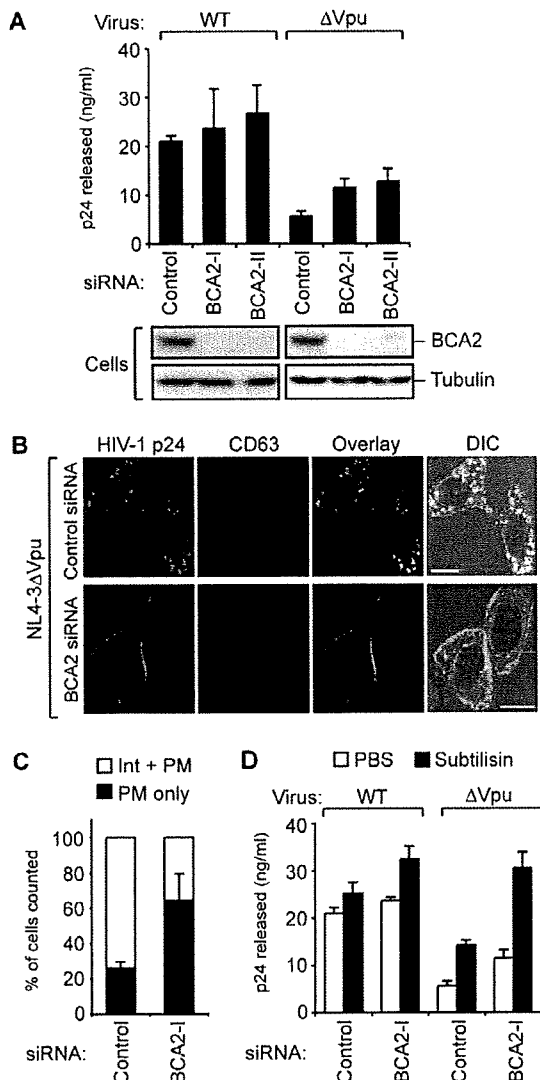 A
Virus: WT ΔVpu
p24 released (ng/ml)
40
30
20
10
0
siRNA: Control BCA2-I BCA2-II Control BCA2-I BCA2-II
Cells
BCA2
Tubulin
B
HIV-1 p24 CD63 Overlay DIC
NL4-3ΔVpu
Control siRNA
BCA2 siRNA
C
Int + PM
PM only
% of cells counted
100
80
60
40
20
0
siRNA: Control BCA2-I
D
PBS Subtilisin
Virus: WT ΔVpu
p24 released (ng/ml)
40
30
20
10
0
siRNA: Control BCA2-I Control BCA2-I